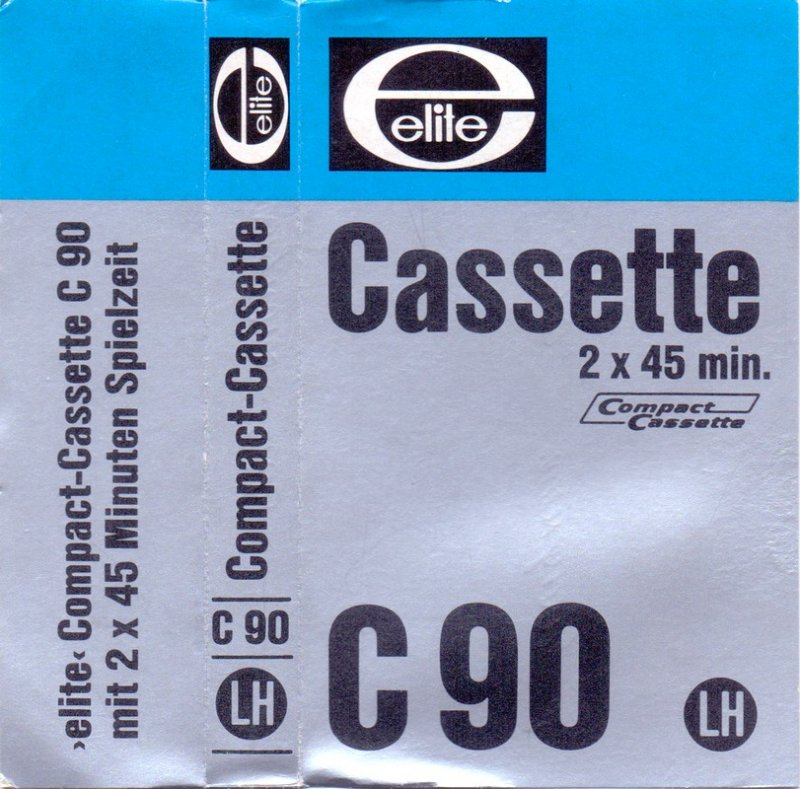 ›elite‹ Compact-Cassette C 90
mit 2 x 45 Minuten Spielzeit
elite
Compact-Cassette
C 90
LH
elite
Cassette
2 x 45 min.
Compact
Cassette
C 90
LH